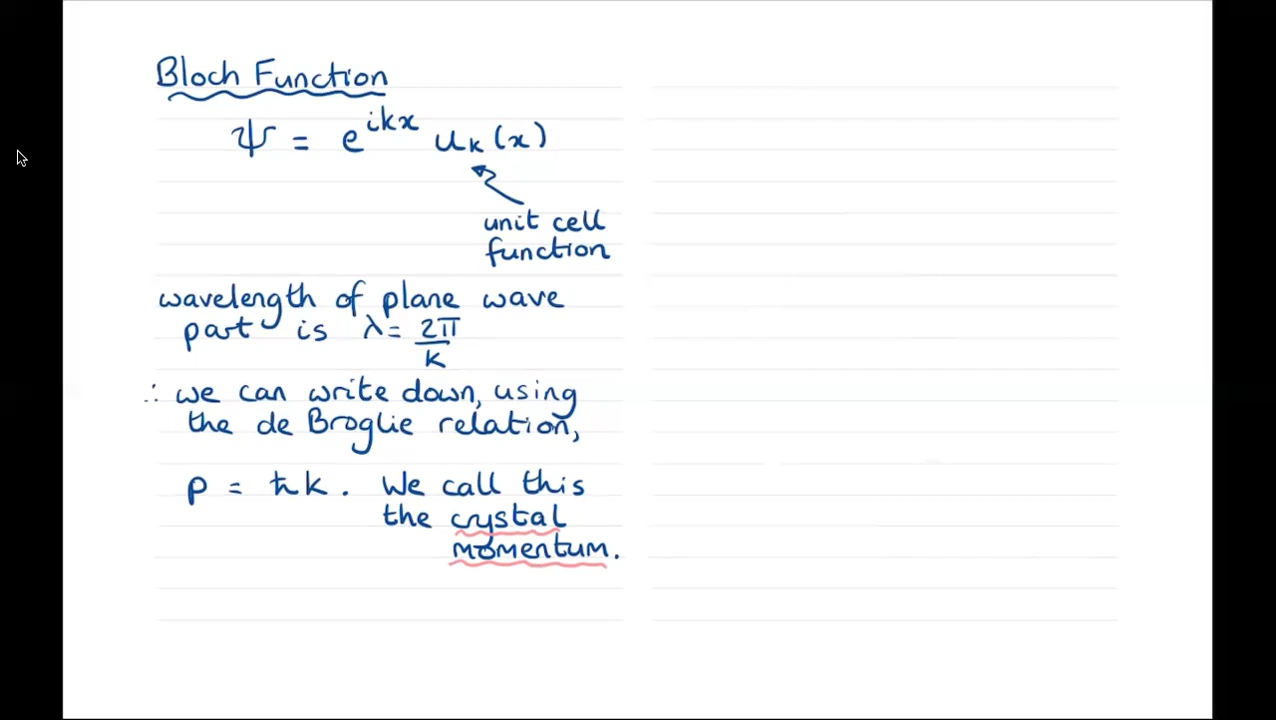 Bloch Function
ψ = e^{ikx} u_k(x)
unit cell
function
wavelength of plane wave
part is λ = 2π/k
∴ we can write down, using
the de Broglie relation,
p = ħk. We call this
the crystal
momentum.